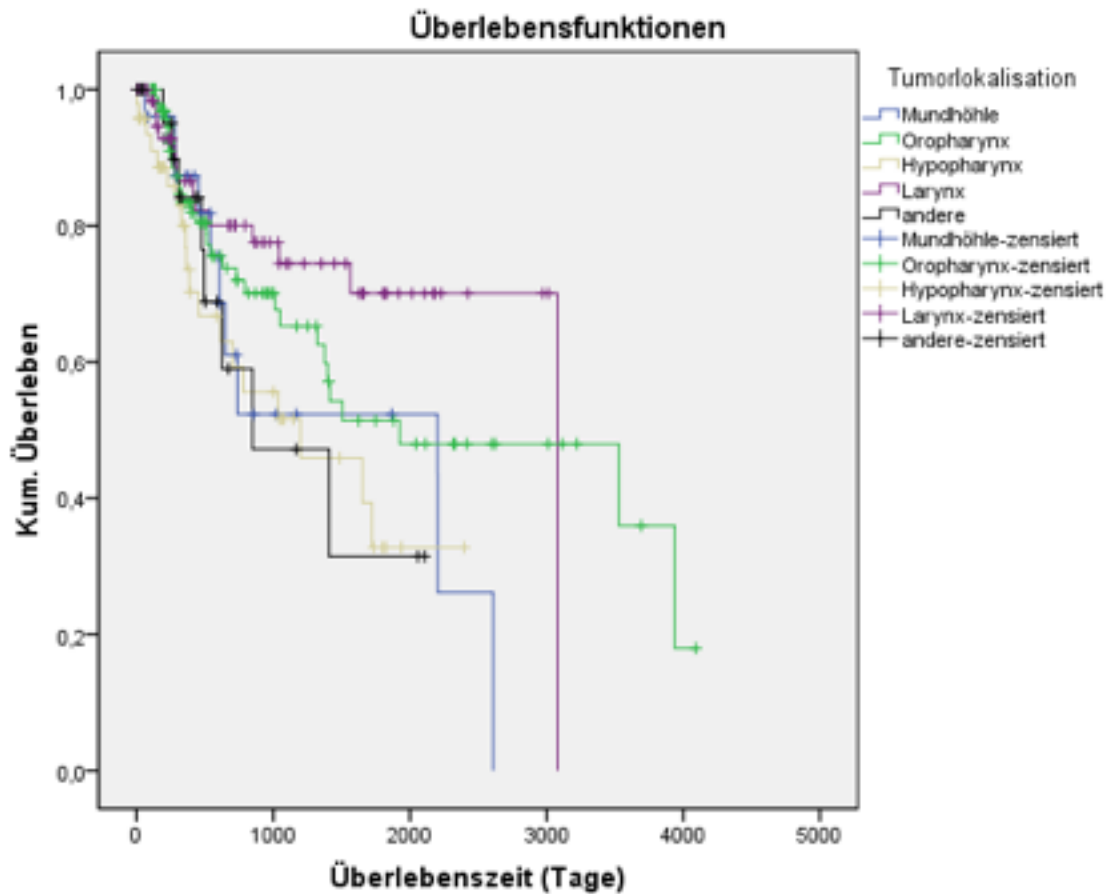 Überlebensfunktionen
Tumorlokalisation
Mundhöhle
Oropharynx
Hypopharynx
Larynx
andere
Mundhöhle-zensiert
Oropharynx-zensiert
Hypopharynx-zensiert
Larynx-zensiert
andere-zensiert
Kum. Überleben
1,0
0,8
0,6
0,4
0,2
0,0
0 1000 2000 3000 4000 5000
Überlebenszeit (Tage)